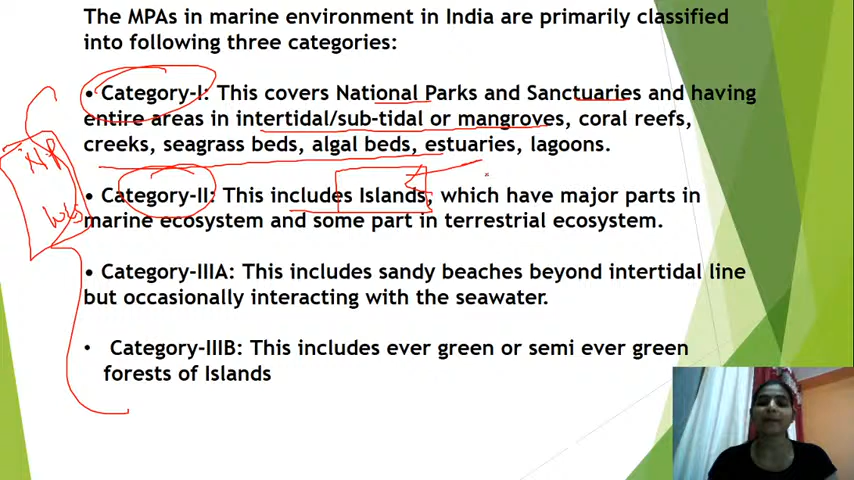 The MPAs in marine environment in India are primarily classified
into following three categories:
• Category-I: This covers National Parks and Sanctuaries and having
entire areas in intertidal/sub-tidal or mangroves, coral reefs,
creeks, seagrass beds, algal beds, estuaries, lagoons.
NP
• Category-II: This includes Islands, which have major parts in
WLS
marine ecosystem and some part in terrestrial ecosystem.
• Category-IIIA: This includes sandy beaches beyond intertidal line
but occasionally interacting with the seawater.
• Category-IIIB: This includes ever green or semi ever green
forests of Islands